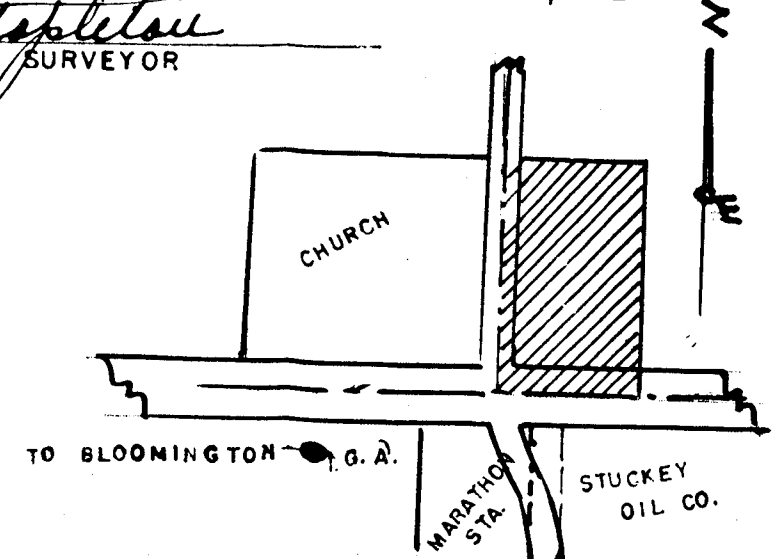 SURVEYOR
N
E
CHURCH
TO BLOOMINGTON
G.A.
MARATHON
STA.
STUCKEY
OIL CO.